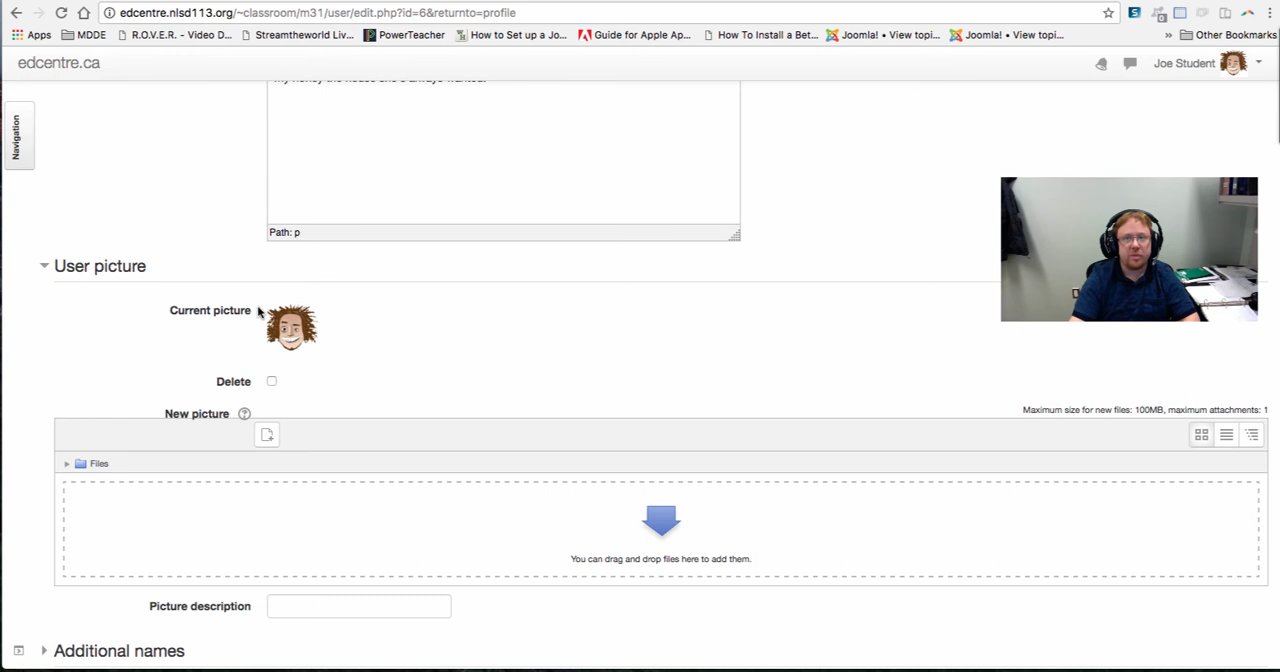 edcentre.nlsd113.org/~classroom/m31/user/edit.php?id=6&returnto=profile
Apps MDDE R.O.V.E.R. - Video D... Streamtheworld Livi... PowerTeacher How to Set up a Jo... Guide for Apple Ap... How To Install a Bet... Joomla! • View topi... Joomla! • View topi... » Other Bookmarks
edcentre.ca Joe Student
Navigation
Path: p
User picture
Current picture
Delete
New picture ?
Maximum size for new files: 100MB, maximum attachments: 1
Files
You can drag and drop files here to add them.
Picture description
Additional names